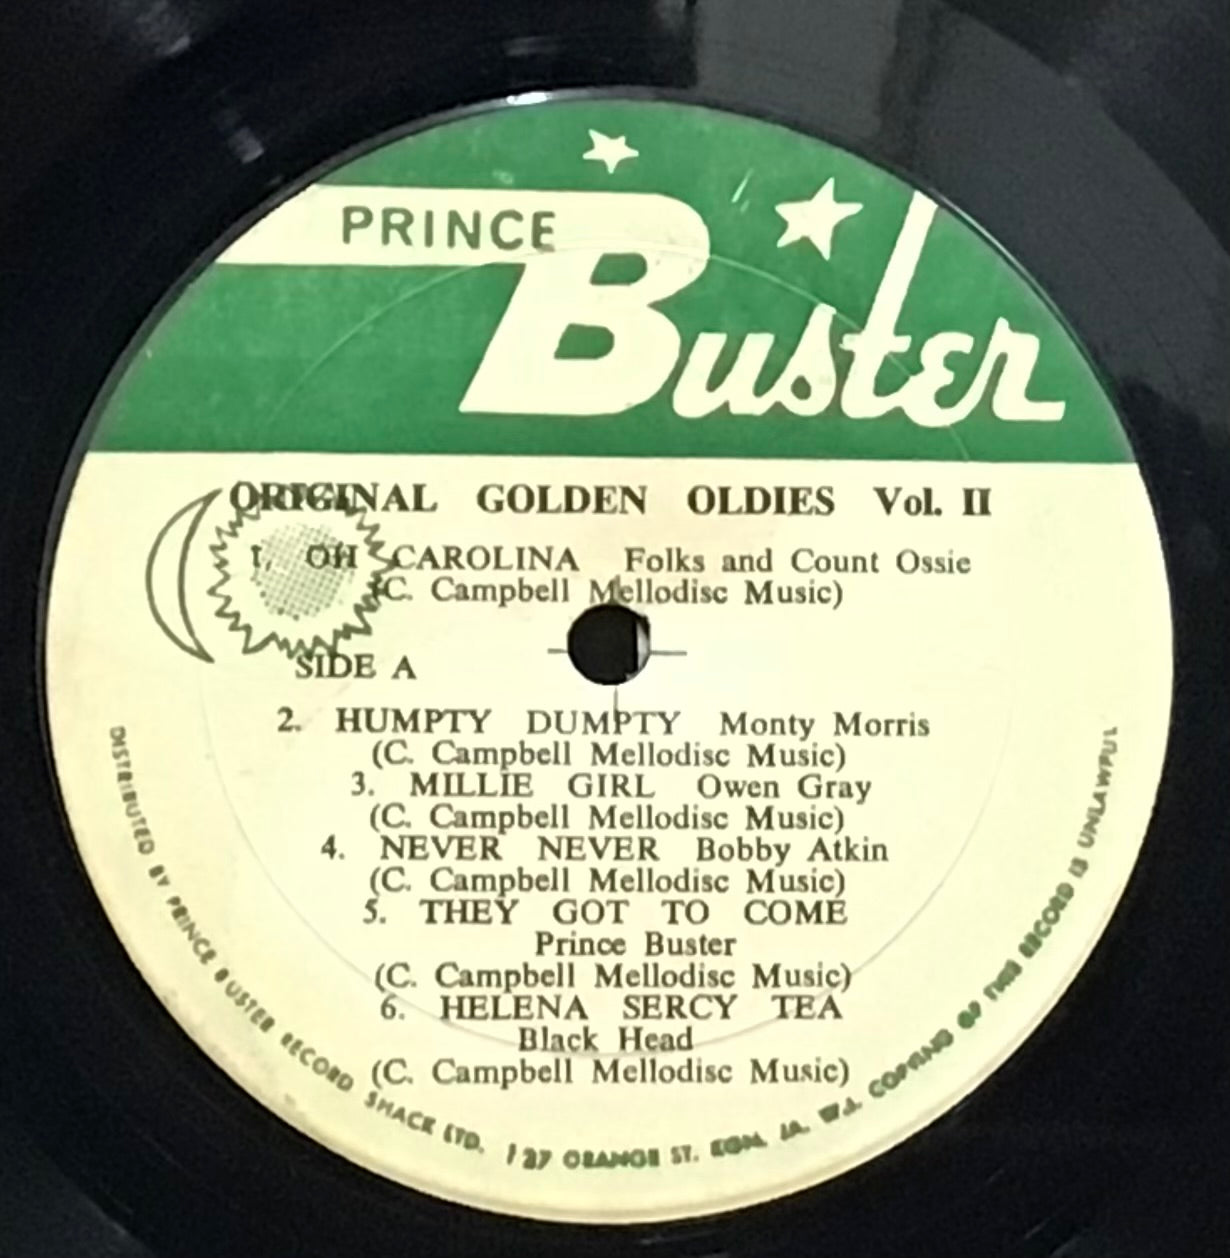 PRINCE
Buster
ORIGINAL GOLDEN OLDIES Vol. II
1, OH CAROLINA Folks and Count Ossie
(C. Campbell Mellodisc Music)
SIDE A
2. HUMPTY DUMPTY Monty Morris
(C. Campbell Mellodisc Music)
3. MILLIE GIRL Owen Gray
(C. Campbell Mellodisc Music)
4. NEVER NEVER Bobby Atkin
(C. Campbell Mellodisc Music)
5. THEY GOT TO COME
Prince Buster
(C. Campbell Mellodisc Music)
6. HELENA SERCY TEA
Black Head
(C. Campbell Mellodisc Music)
DISTRIBUTED BY PRINCE BUSTER RECORD SHACK LTD. 127 ORANGE ST. KGN. JA. W.I. COPYING OF THIS RECORD IS UNLAWFUL